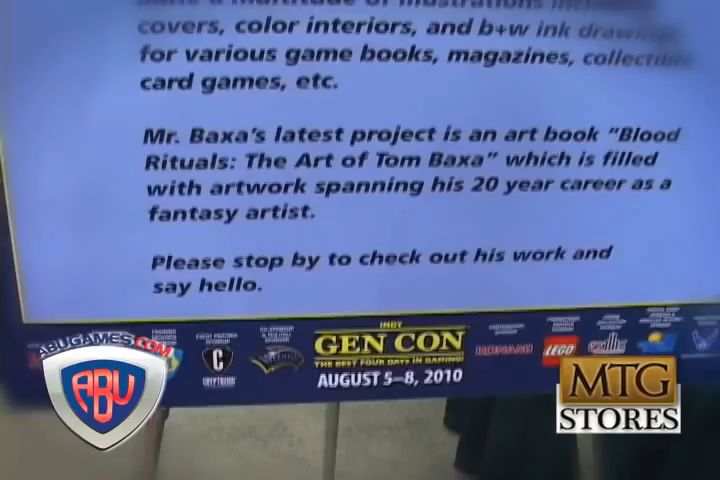 covers, color interiors, and b+w ink
for various game books, magazines, collectible
card games, etc.
Mr. Baxa's latest project is an art book "Blood
Rituals: The Art of Tom Baxa" which is filled
with artwork spanning his 20 year career as a
fantasy artist.
Please stop by to check out his work and
say hello.
INDY
GEN CON
THE BEST FOUR DAYS IN GAMING!
AUGUST 5–8, 2010
LEGO
ABUGAMES.COM
ABU
MTG
STORES